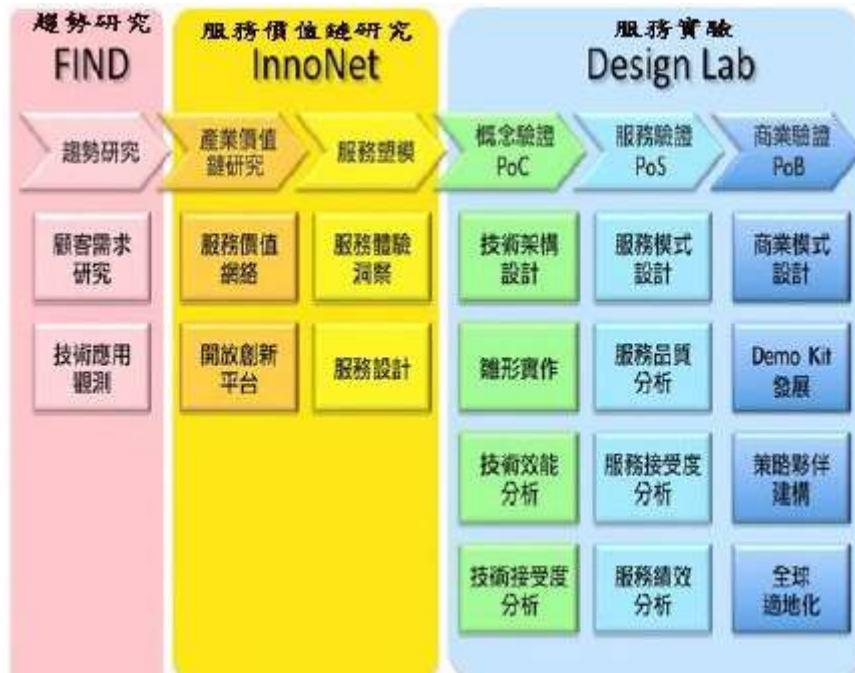 趨勢研究
FIND
服務價值鏈研究
InnoNet
服務實驗
Design Lab
趨勢研究
產業價值
鏈研究
服務塑模
概念驗證
PoC
服務驗證
PoS
商業驗證
PoB
顧客需求
研究
服務價值
網絡
服務體驗
洞察
技術架構
設計
服務模式
設計
商業模式
設計
技術應用
觀測
開放創新
平台
服務設計
雛形實作
服務品質
分析
Demo Kit
發展
技術效能
分析
服務接受度
分析
策略夥伴
建構
技術接受度
分析
服務績效
分析
全球
適地化